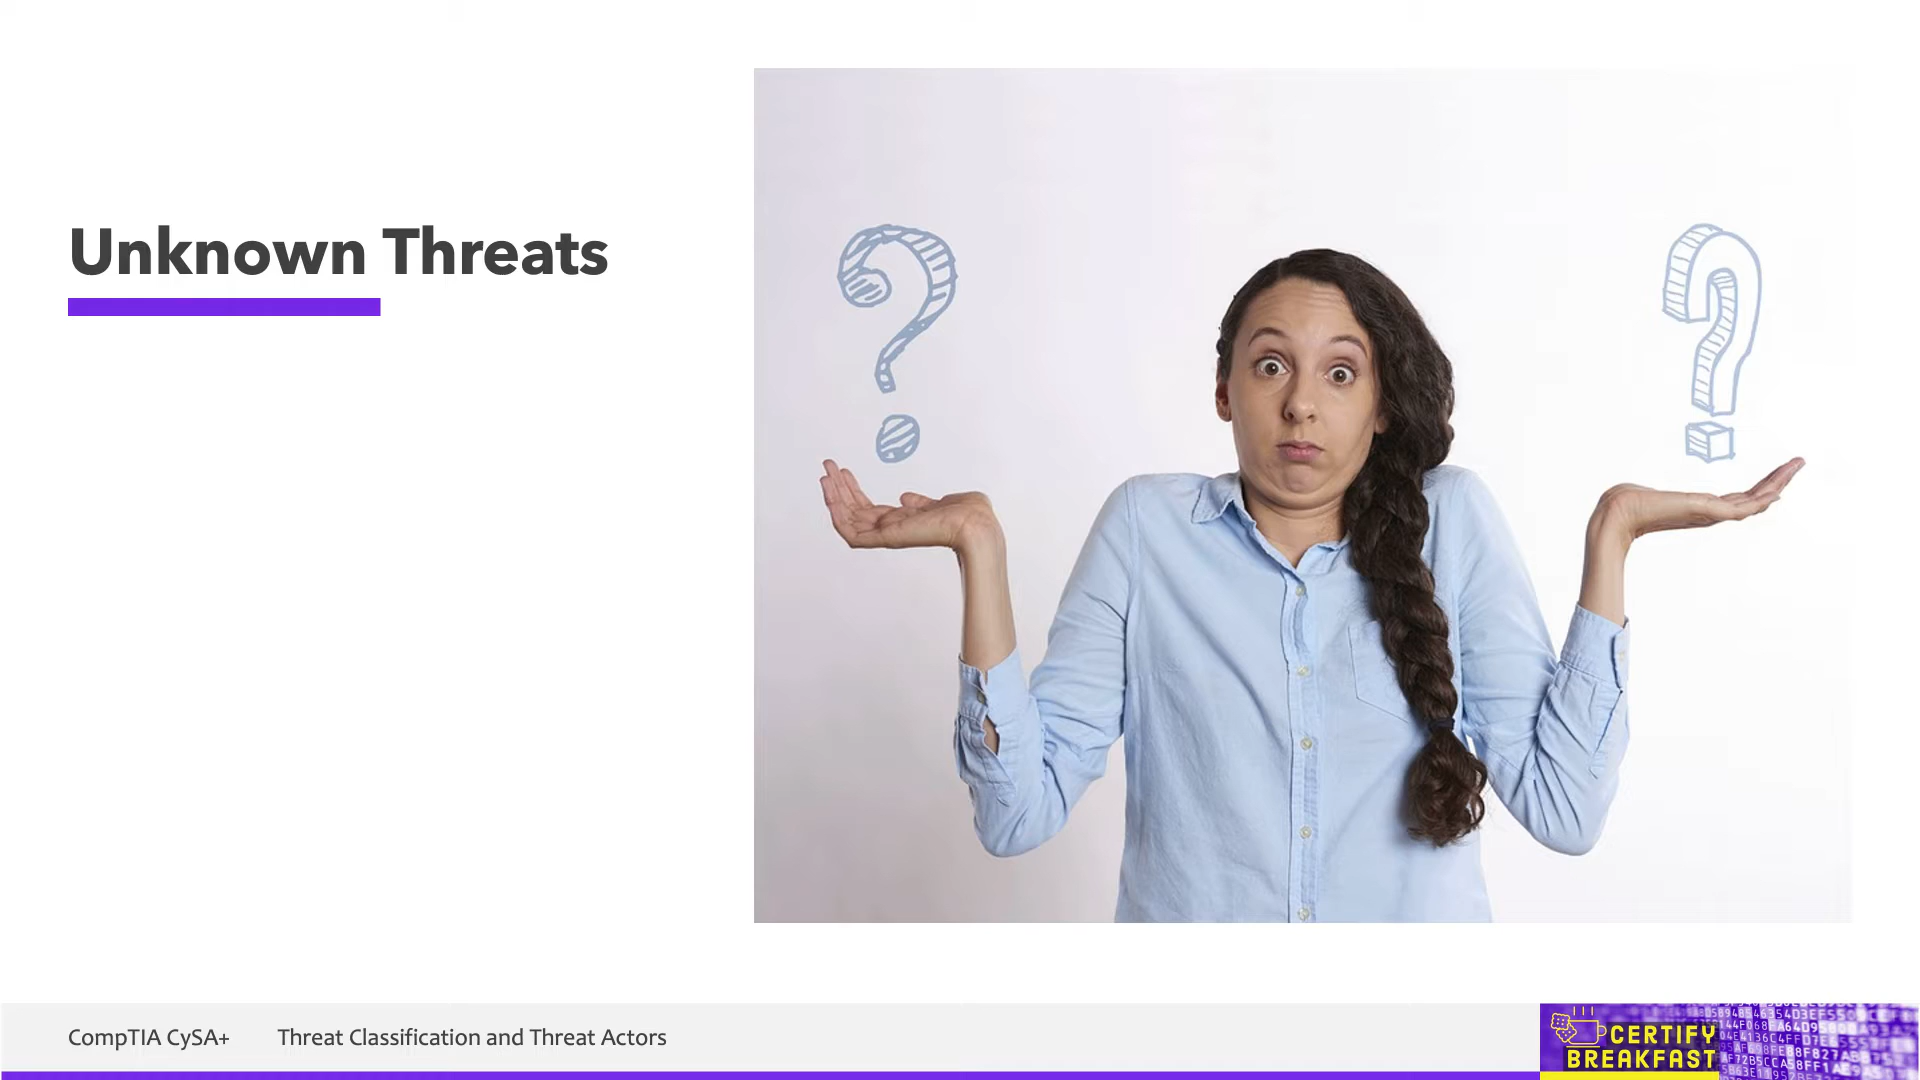 Unknown Threats
CompTIA CySA+
Threat Classification and Threat Actors
CERTIFY
BREAKFAST